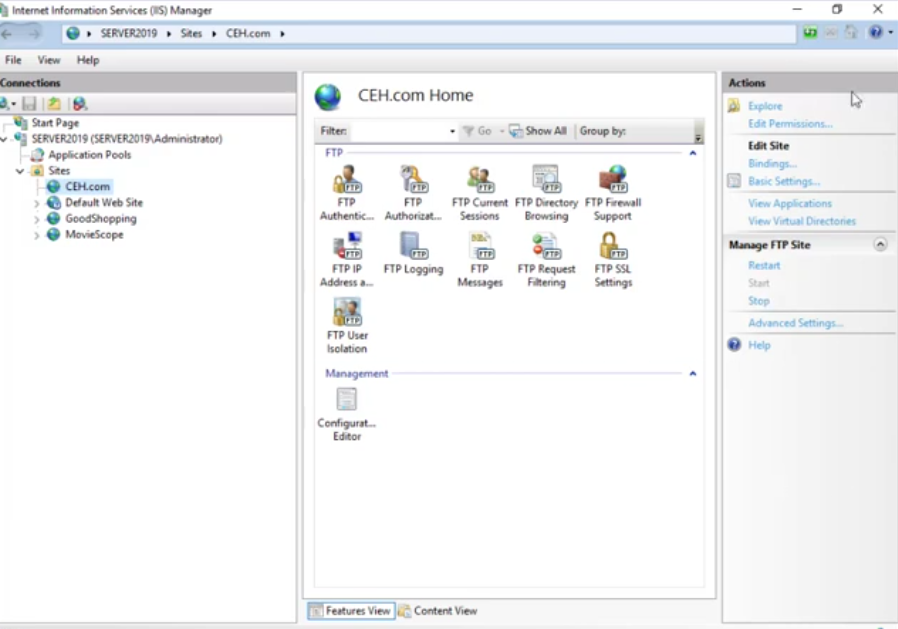 Internet Information Services (IIS) Manager
SERVER2019 Sites CEH.com
File View Help
Connections
Start Page
SERVER2019 (SERVER2019\Administrator)
Application Pools
Sites
CEH.com
Default Web Site
GoodShopping
MovieScope
CEH.com Home
Filter: Go Show All Group by:
FTP
FTP Authentic...
FTP Authorizat...
FTP Current Sessions
FTP Directory Browsing
FTP Firewall Support
FTP IP Address a...
FTP Logging
FTP Messages
FTP Request Filtering
FTP SSL Settings
FTP User Isolation
Management
Configurat... Editor
Features View Content View
Actions
Explore
Edit Permissions...
Edit Site
Bindings...
Basic Settings...
View Applications
View Virtual Directories
Manage FTP Site
Restart
Start
Stop
Advanced Settings...
Help